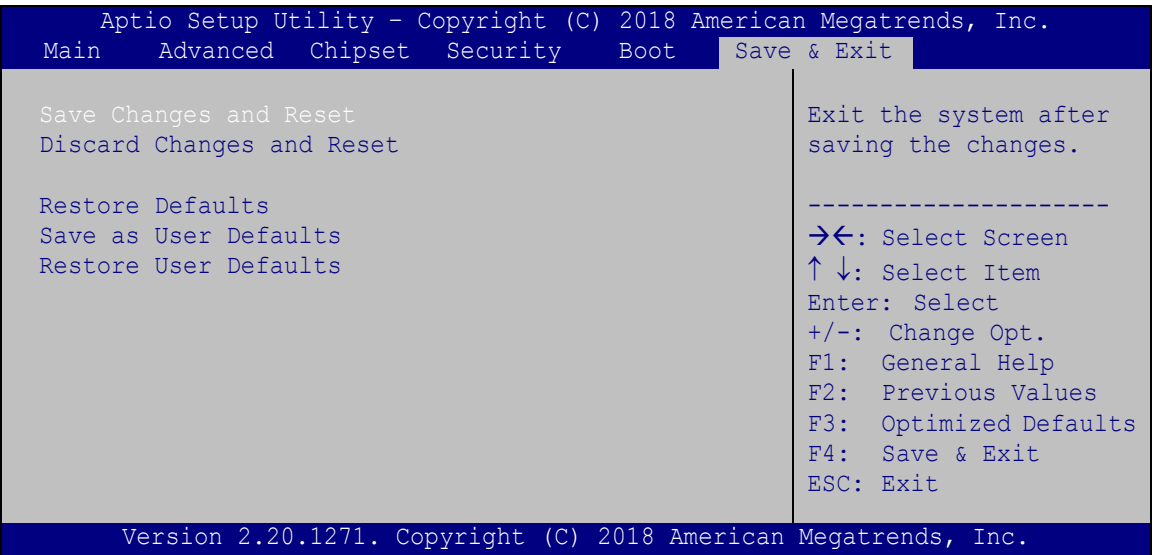 Aptio Setup Utility – Copyright (C) 2018 American Megatrends, Inc.
Main Advanced Chipset Security Boot Save & Exit
Save Changes and Reset
Discard Changes and Reset
Restore Defaults
Save as User Defaults
Restore User Defaults
Exit the system after
saving the changes.
---------------------
→←: Select Screen
↑ ↓: Select Item
Enter: Select
+/-: Change Opt.
F1: General Help
F2: Previous Values
F3: Optimized Defaults
F4: Save & Exit
ESC: Exit
Version 2.20.1271. Copyright (C) 2018 American Megatrends, Inc.